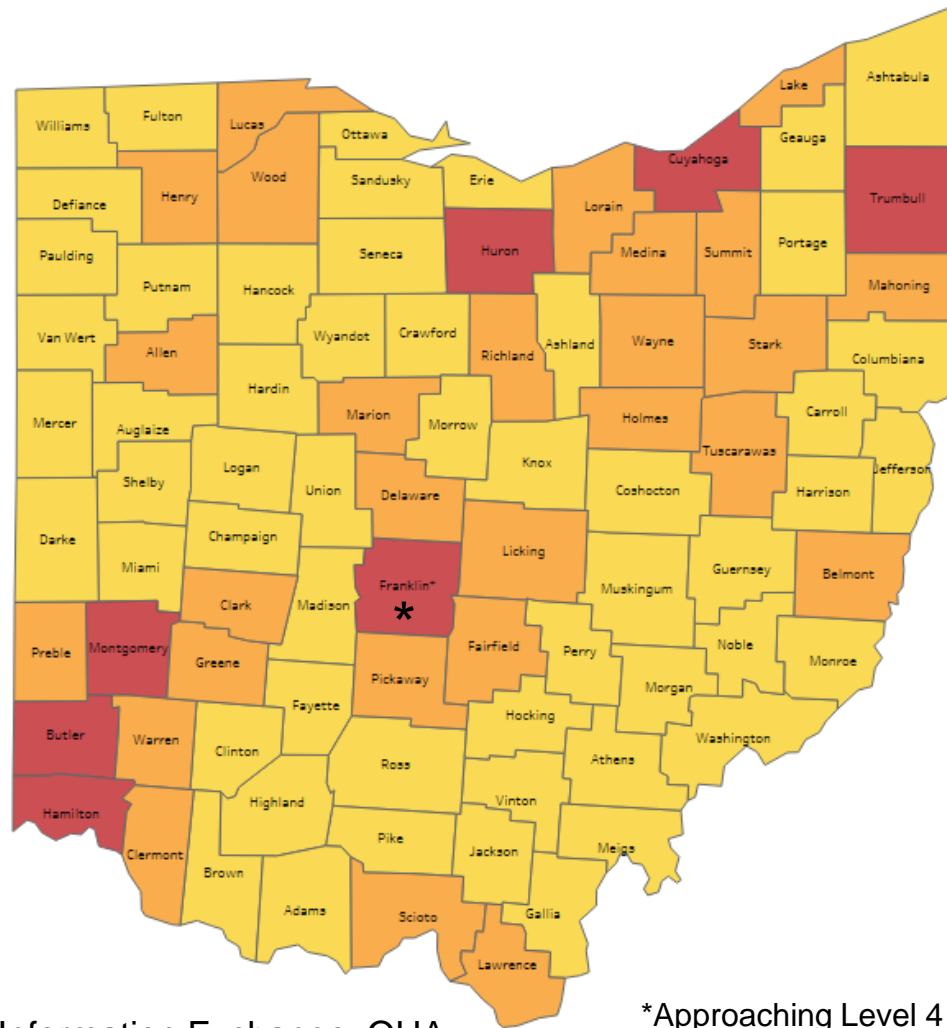 Ashtabula
Lake
Williams
Fulton
Lucas
Ottawa
Geauga
Cuyahoga
Wood
Sandusky
Erie
Henry
Defiance
Lorain
Trumbull
Paulding
Seneca
Huron
Medina
Summit
Portage
Putnam
Hancock
Mahoning
Van Wert
Allen
Wyandot
Crawford
Richland
Ashland
Wayne
Stark
Columbiana
Hardin
Mercer
Auglaize
Marion
Morrow
Holmes
Carroll
Tuscarawas
Knox
Logan
Shelby
Union
Delaware
Coshocton
Harrison
Jefferson
Darke
Champaign
Miami
Licking
Guernsey
Belmont
Franklin*
*
Muskingum
Clark
Madison
Preble
Montgomery
Greene
Fairfield
Perry
Noble
Monroe
Pickaway
Morgan
Fayette
Hocking
Butler
Warren
Clinton
Washington
Ross
Athens
Highland
Vinton
Hamilton
Pike
Clermont
Jackson
Meigs
Brown
Adams
Scioto
Gallia
Lawrence
*Approaching Level 4
Information Exchange, OHA